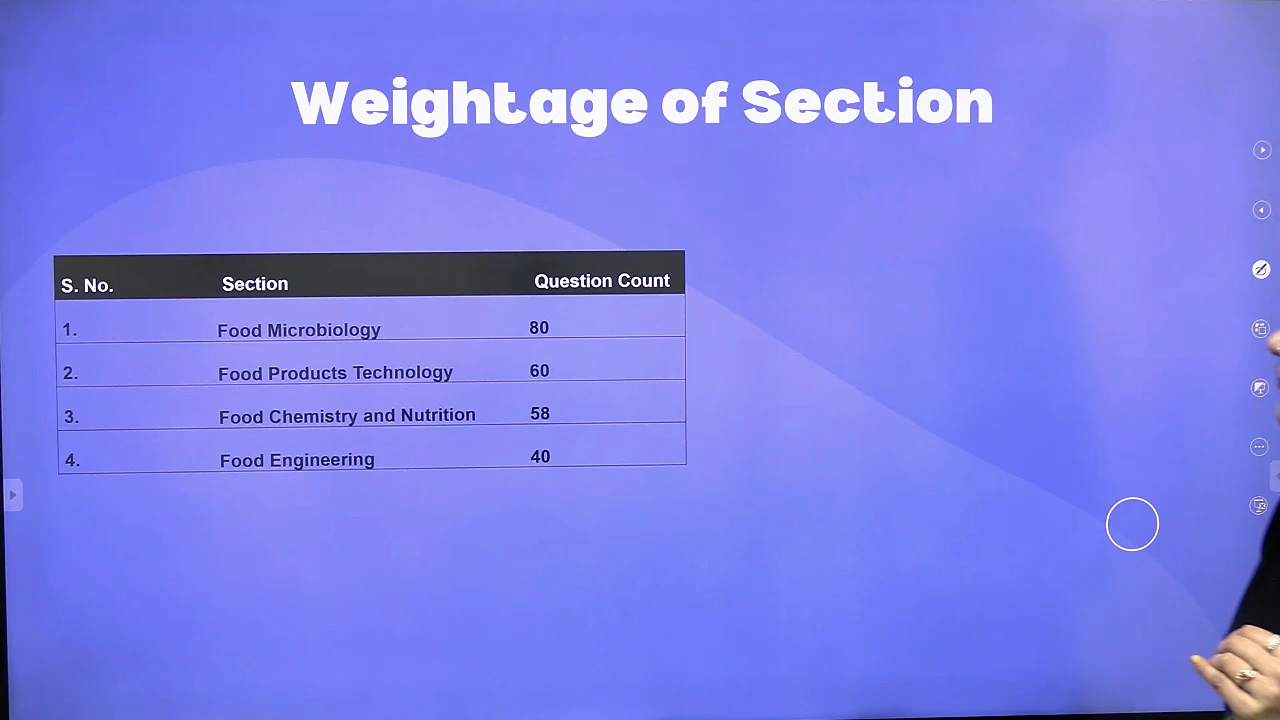 Weightage of Section
S. No. Section Question Count
1. Food Microbiology 80
2. Food Products Technology 60
3. Food Chemistry and Nutrition 58
4. Food Engineering 40